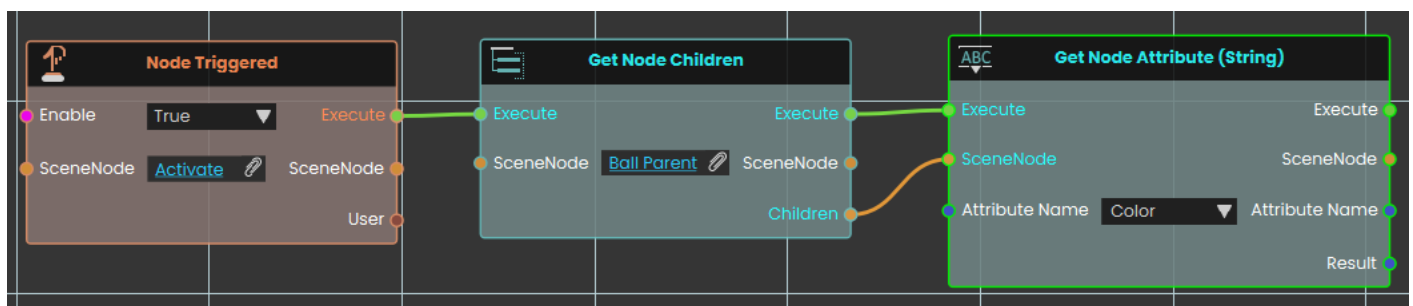 Node Triggered
Enable True Execute
SceneNode Activate SceneNode
User
Get Node Children
Execute Execute
SceneNode Ball Parent SceneNode
Children
ABC Get Node Attribute (String)
Execute Execute
SceneNode SceneNode
Attribute Name Color Attribute Name
Result